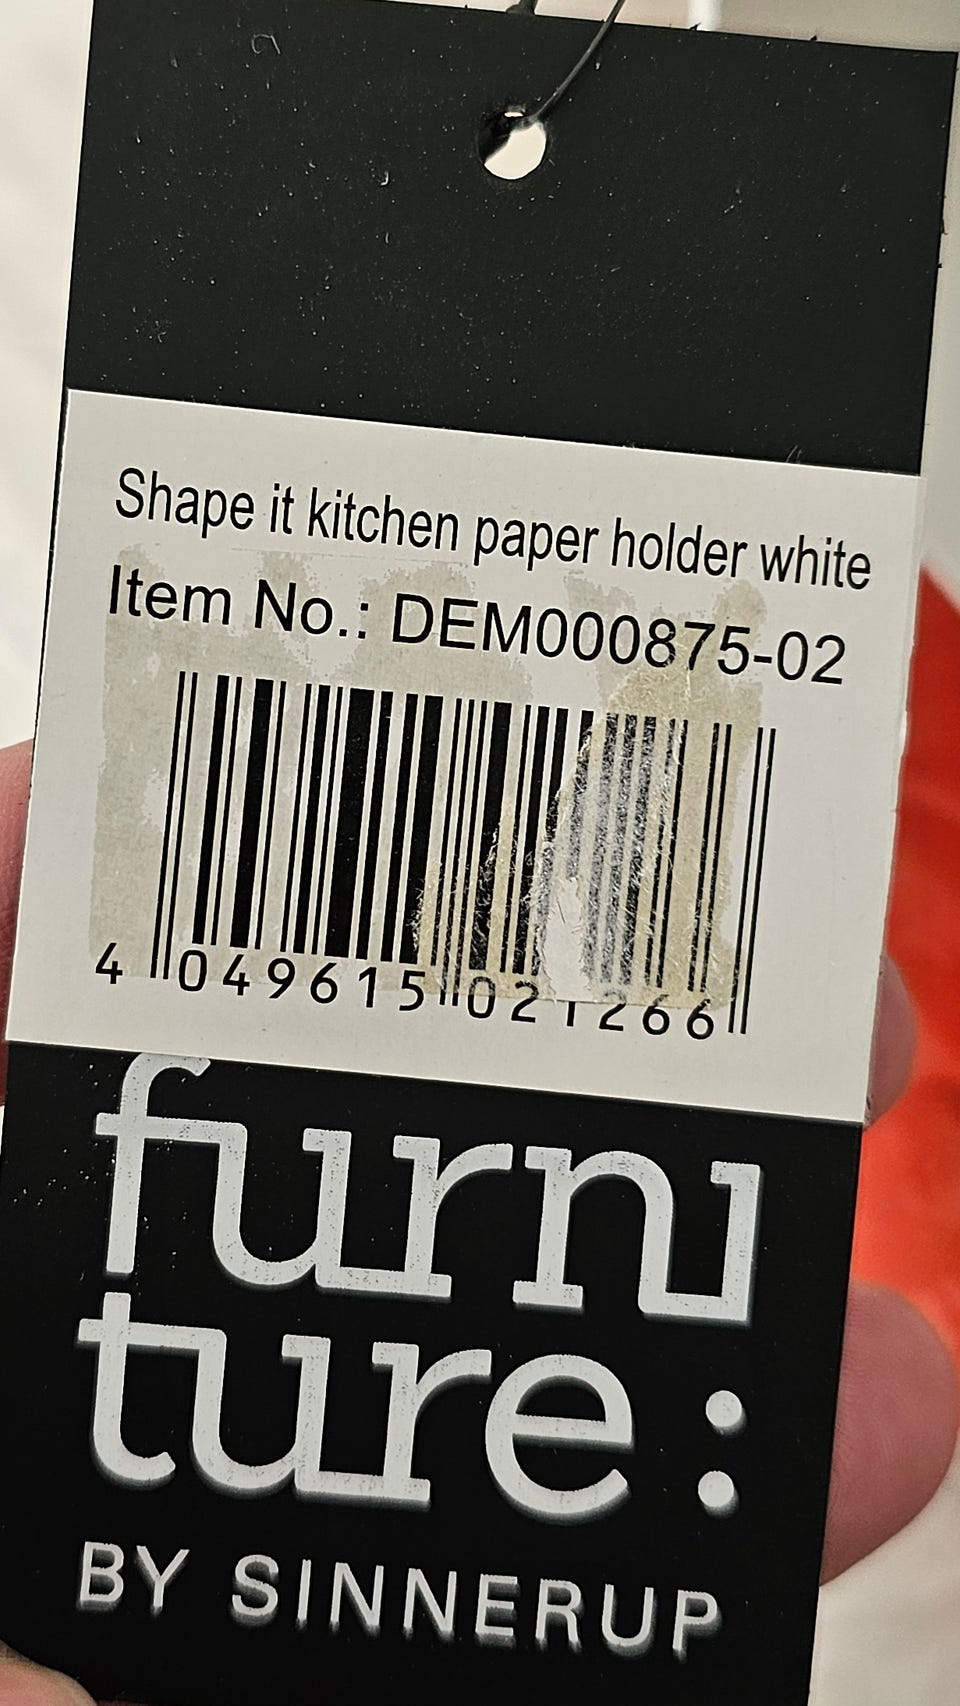 Shape it kitchen paper holder white
Item No.: DEM000875-02
4 049615 021266
furni
ture:
BY SINNERUP